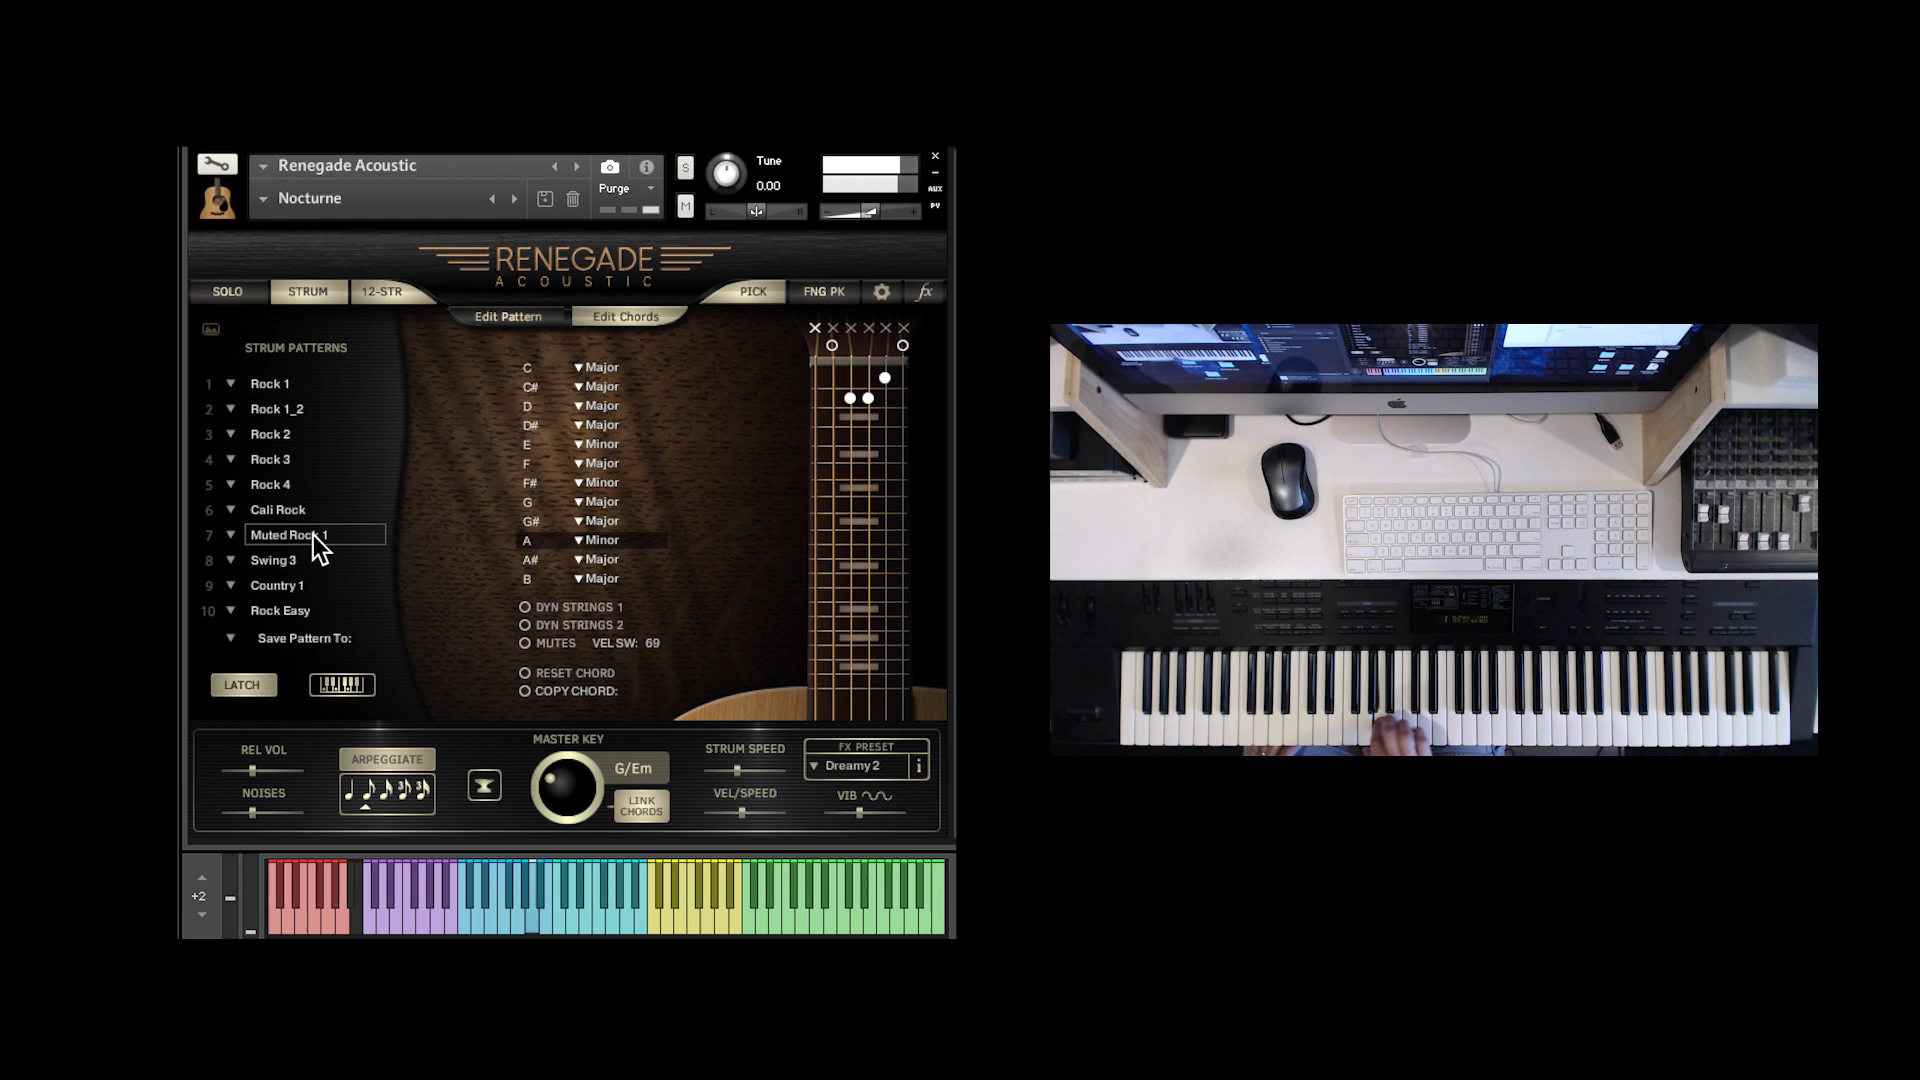 Renegade Acoustic
Purge
Nocturne
S
M
Tune
0.00
L
R
AUX
PV
RENEGADE
ACOUSTIC
SOLO
STRUM
12-STR
PICK
FNG PK
fx
Edit Pattern
Edit Chords
STRUM PATTERNS
1 Rock 1
2 Rock 1_2
3 Rock 2
4 Rock 3
5 Rock 4
6 Cali Rock
7 Muted Rock 1
8 Swing 3
9 Country 1
10 Rock Easy
Save Pattern To:
LATCH
C Major
C# Major
D Major
D# Major
E Minor
F Major
F# Minor
G Major
G# Major
A Minor
A# Major
B Major
DYN STRINGS 1
DYN STRINGS 2
MUTES VEL SW: 69
RESET CHORD
COPY CHORD:
REL VOL
NOISES
ARPEGGIATE
MASTER KEY
G/Em
LINK
CHORDS
STRUM SPEED
VEL/SPEED
FX PRESET
Dreamy 2
VIB
+2